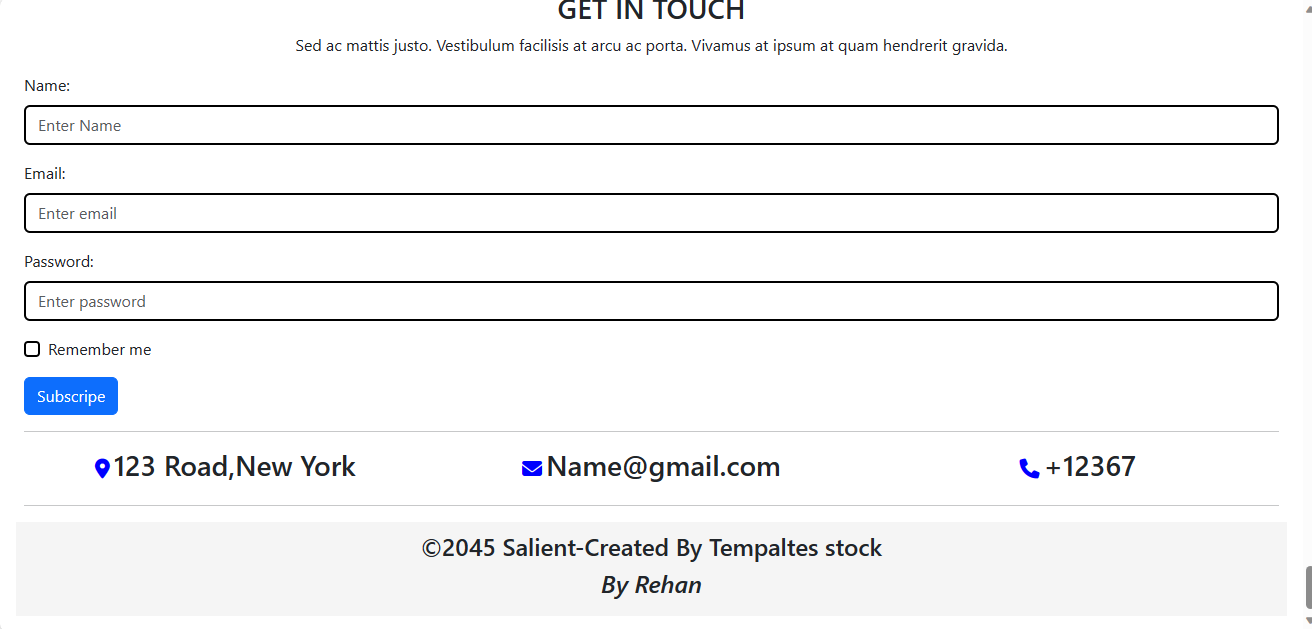 GET IN TOUCH
Sed ac mattis justo. Vestibulum facilisis at arcu ac porta. Vivamus at ipsum at quam hendrerit gravida.
Name:
Enter Name
Email:
Enter email
Password:
Enter password
Remember me
Subscripe
123 Road,New York
Name@gmail.com
+12367
©2045 Salient-Created By Tempaltes stock
By Rehan